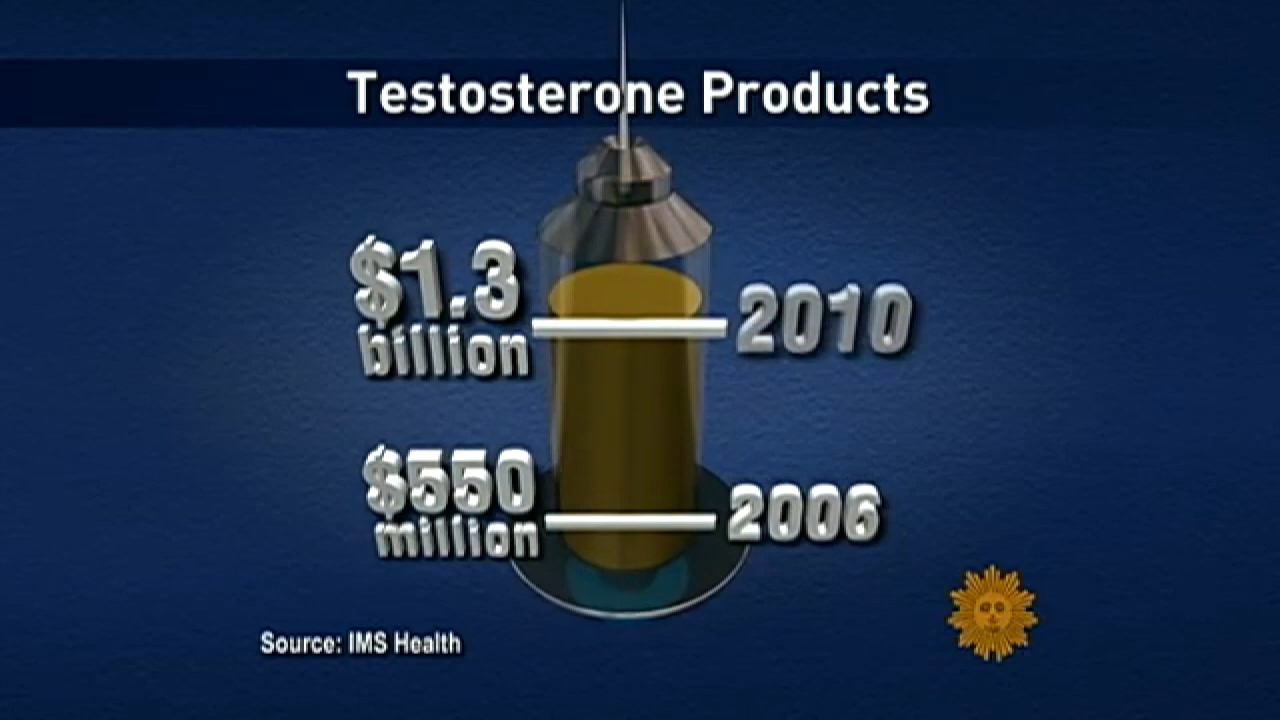 Testosterone Products
$1.3
billion
2010
$550
million
2006
Source: IMS Health